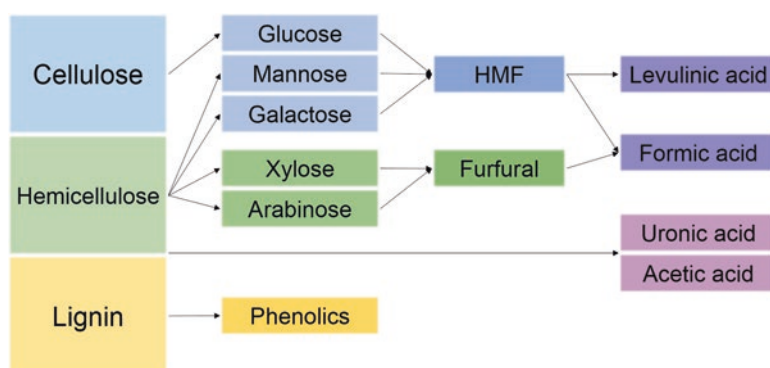 Cellulose
Hemicellulose
Lignin
Glucose
Mannose
Galactose
Xylose
Arabinose
Phenolics
HMF
Furfural
Levulinic acid
Formic acid
Uronic acid
Acetic acid